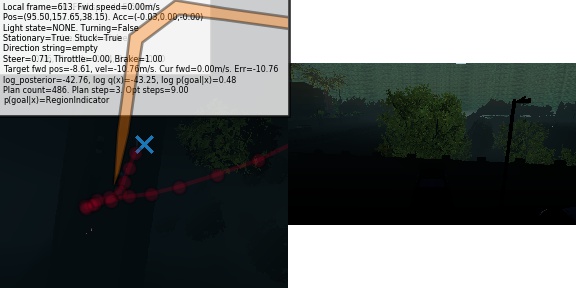 Local frame=613. Fwd speed=0.00m/s
Pos=(95.50,157.65,38.15). Acc=(-0.03,0.00,-0.00)
Light state=NONE. Turning=False
Stationary=True. Stuck=True
Direction string=empty
Steer=0.71, Throttle=0.00, Brake=1.00
Target fwd pos=-8.61, vel=-10.76m/s. Cur fwd=0.00m/s. Err=-10.76
log_posterior=-42.76, log q(x)=-43.25, log p(goal|x)=0.48
Plan count=486. Plan step=3. Opt steps=9.00
p(goal|x)=RegionIndicator